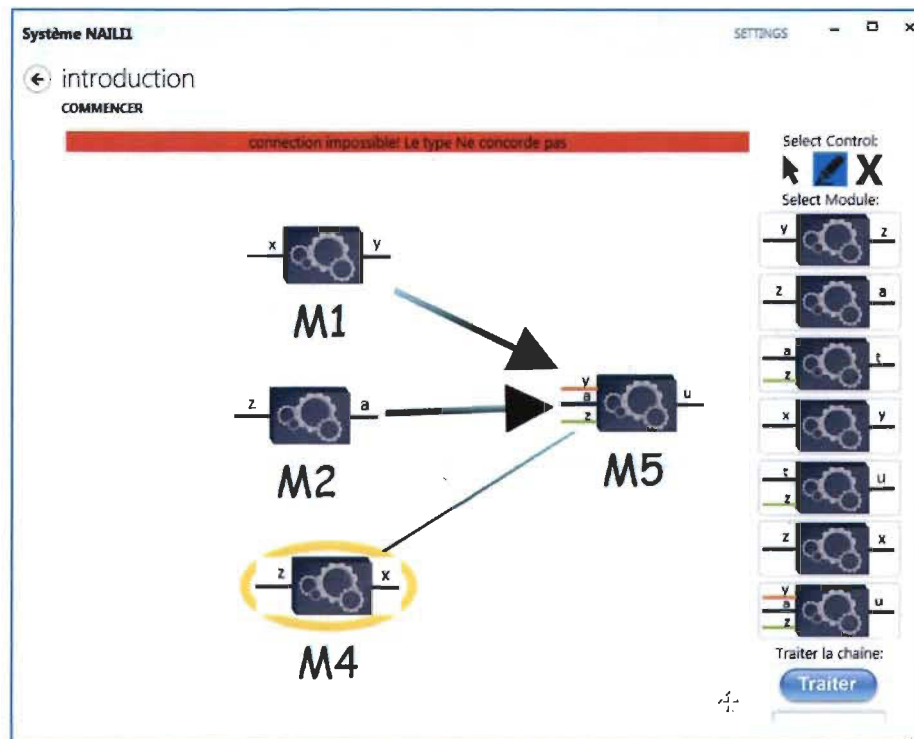 Système NAILI1
SETTINGS
introduction
COMMENCER
connection impossible! Le type Ne concorde pas
Select Control:
X
Select Module:
x y
M1
z a
M2
y
a
z
u
M5
z x
M4
y z
z a
a
z
t
x y
t
z
u
z x
y
a
z
u
Traiter la chaîne:
Traiter